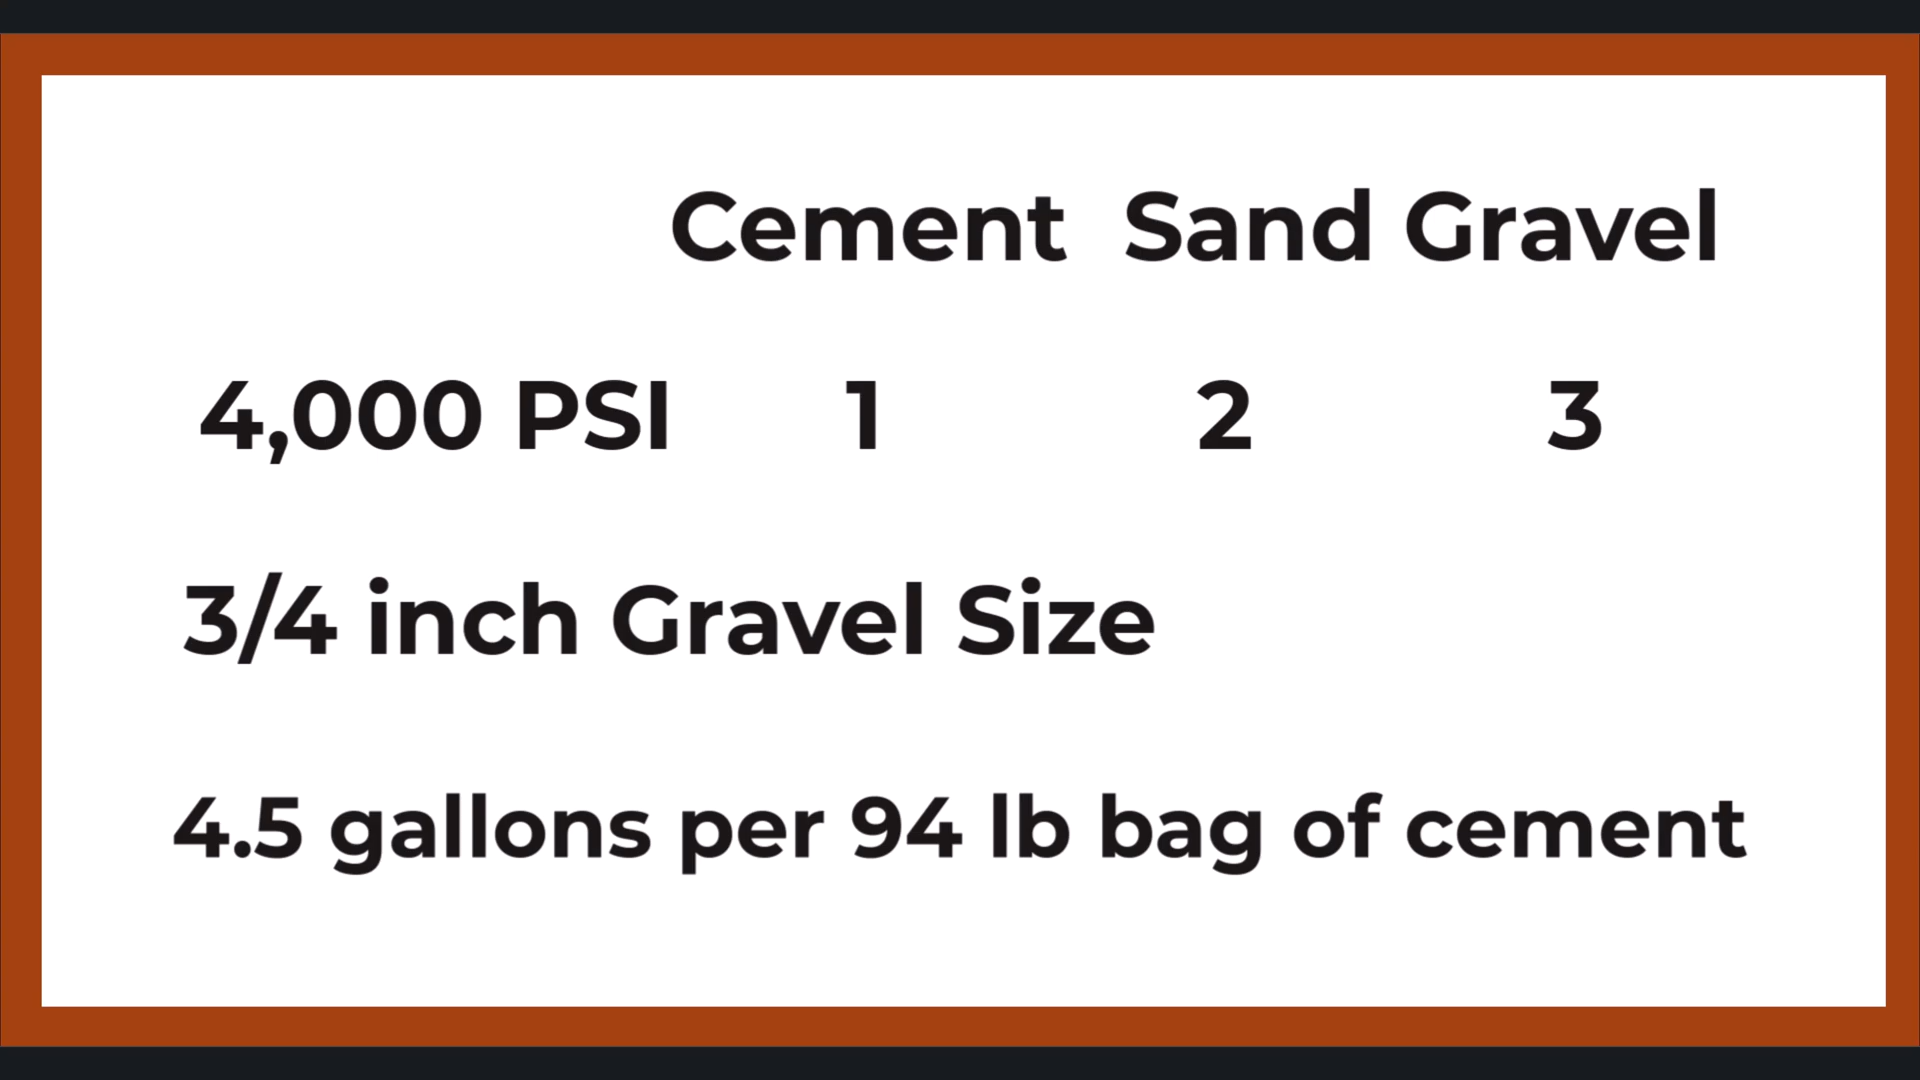 Cement Sand Gravel
4,000 PSI 1 2 3
3/4 inch Gravel Size
4.5 gallons per 94 lb bag of cement